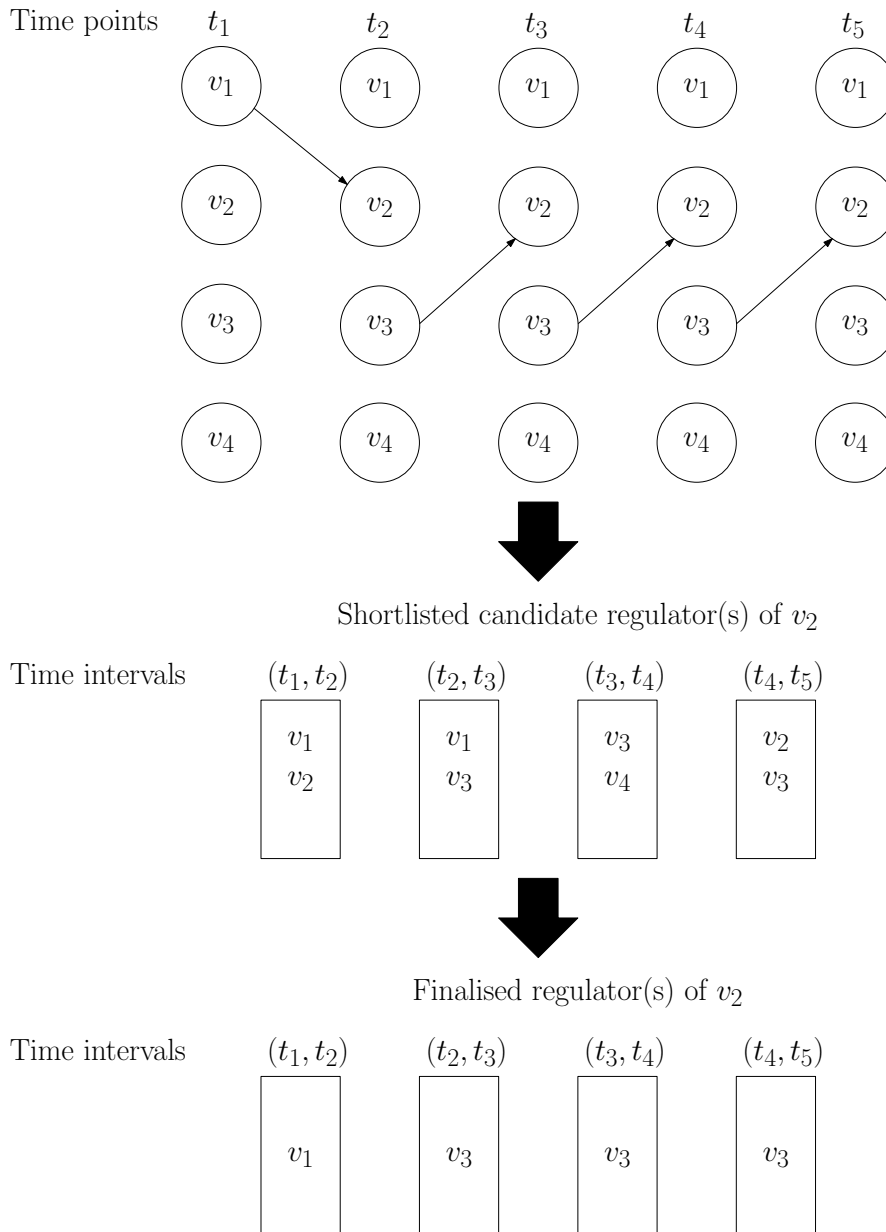 Time points t₁ t₂ t₃ t₄ t₅
v₁ v₁ v₁ v₁ v₁
v₂ v₂ v₂ v₂ v₂
v₃ v₃ v₃ v₃ v₃
v₄ v₄ v₄ v₄ v₄
Shortlisted candidate regulator(s) of v₂
Time intervals (t₁, t₂) (t₂, t₃) (t₃, t₄) (t₄, t₅)
v₁ v₁ v₃ v₂
v₂ v₃ v₄ v₃
Finalised regulator(s) of v₂
Time intervals (t₁, t₂) (t₂, t₃) (t₃, t₄) (t₄, t₅)
v₁ v₃ v₃ v₃